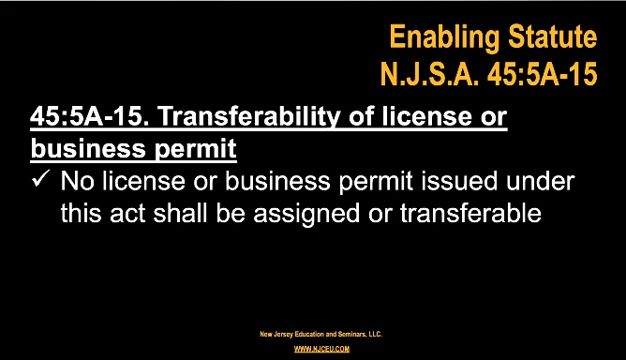 Enabling Statute
N.J.S.A. 45:5A-15
45:5A-15. Transferability of license or
business permit
✓ No license or business permit issued under
this act shall be assigned or transferable
New Jersey Education and Seminars, LLC.
WWW.NJCEU.COM